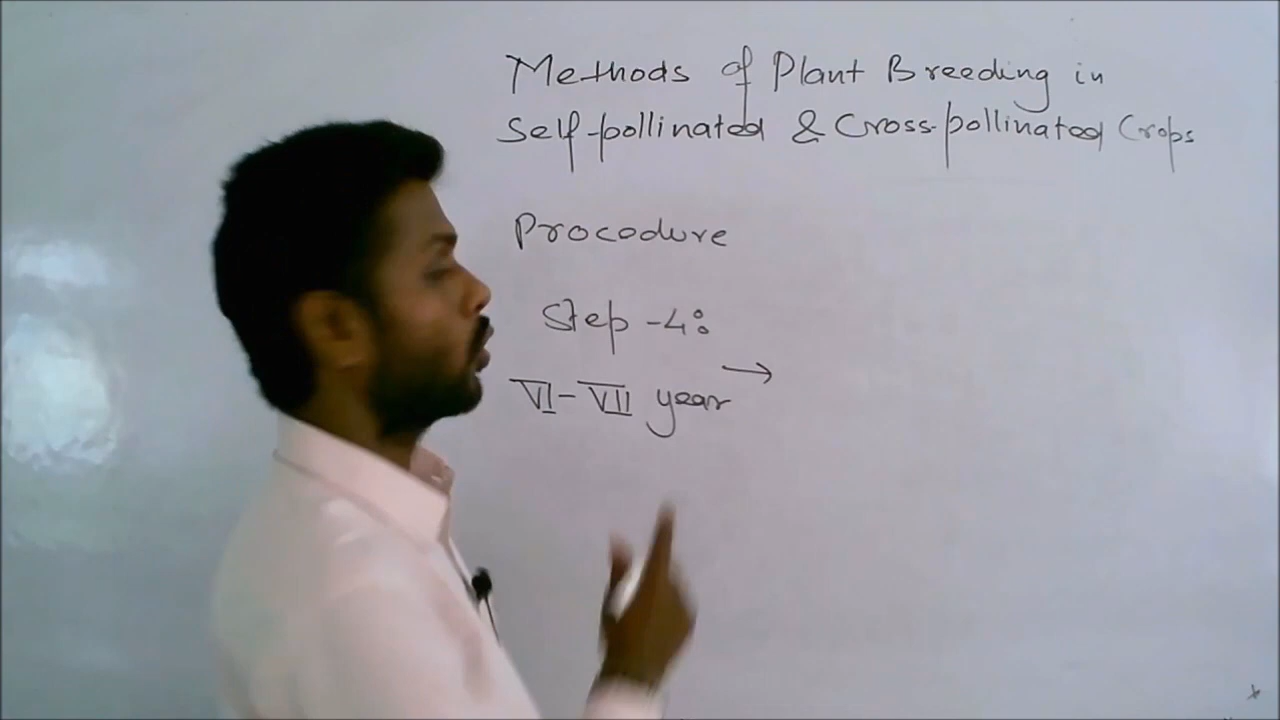 Methods of Plant Breeding in
Self-pollinated & Cross-pollinated Crops
Procodure
Step -4:
VI- VII year →